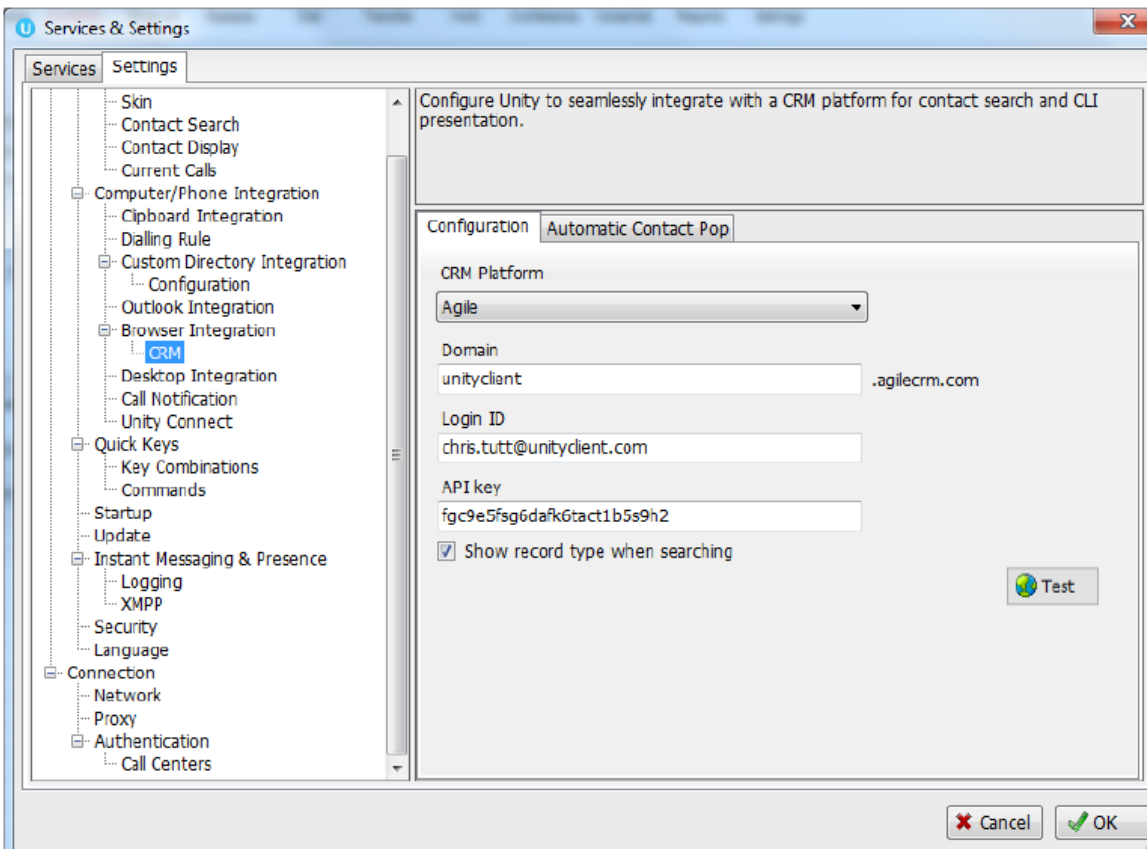 Services & Settings
Services
Settings
Skin
Contact Search
Contact Display
Current Calls
Computer/Phone Integration
Clipboard Integration
Dialling Rule
Custom Directory Integration
Configuration
Outlook Integration
Browser Integration
CRM
Desktop Integration
Call Notification
Unity Connect
Quick Keys
Key Combinations
Commands
Startup
Update
Instant Messaging & Presence
Logging
XMPP
Security
Language
Connection
Network
Proxy
Authentication
Call Centers
Configure Unity to seamlessly integrate with a CRM platform for contact search and CLI
presentation.
Configuration
Automatic Contact Pop
CRM Platform
Agile
Domain
unityclient .agilecrm.com
Login ID
chris.tutt@unityclient.com
API key
fgc9e5fsg6dafk6tact1b5s9h2
Show record type when searching
Test
Cancel
OK